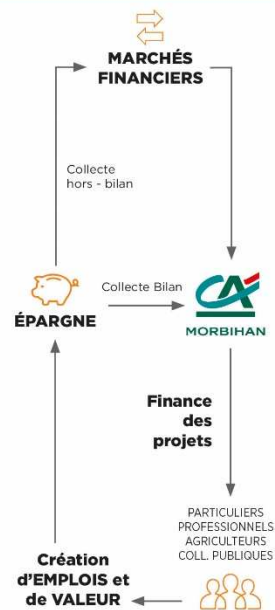 MARCHÉS
FINANCIERS
Collecte
hors - bilan
Collecte Bilan
ÉPARGNE
CA
MORBIHAN
Finance
des
projets
PARTICULIERS
PROFESSIONNELS
AGRICULTEURS
COLL. PUBLIQUES
Création
d'EMPLOIS et
de VALEUR